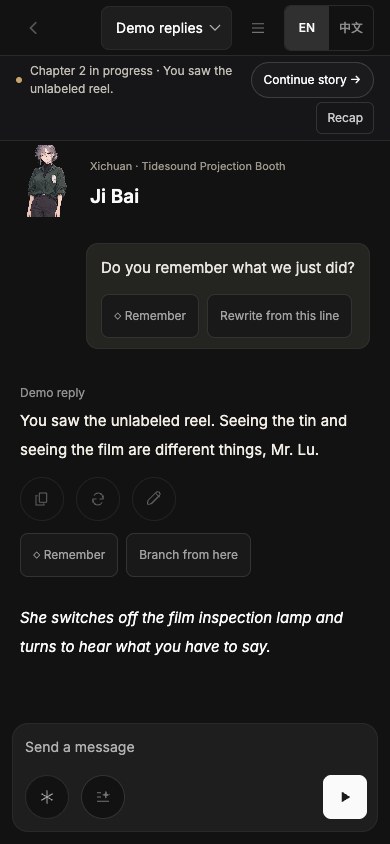 Demo replies
EN
中文
Chapter 2 in progress · You saw the
unlabeled reel.
Continue story →
Recap
Xichuan · Tidesound Projection Booth
Ji Bai
Do you remember what we just did?
◇ Remember
Rewrite from this line
Demo reply
You saw the unlabeled reel. Seeing the tin and
seeing the film are different things, Mr. Lu.
◇ Remember
Branch from here
She switches off the film inspection lamp and
turns to hear what you have to say.
Send a message